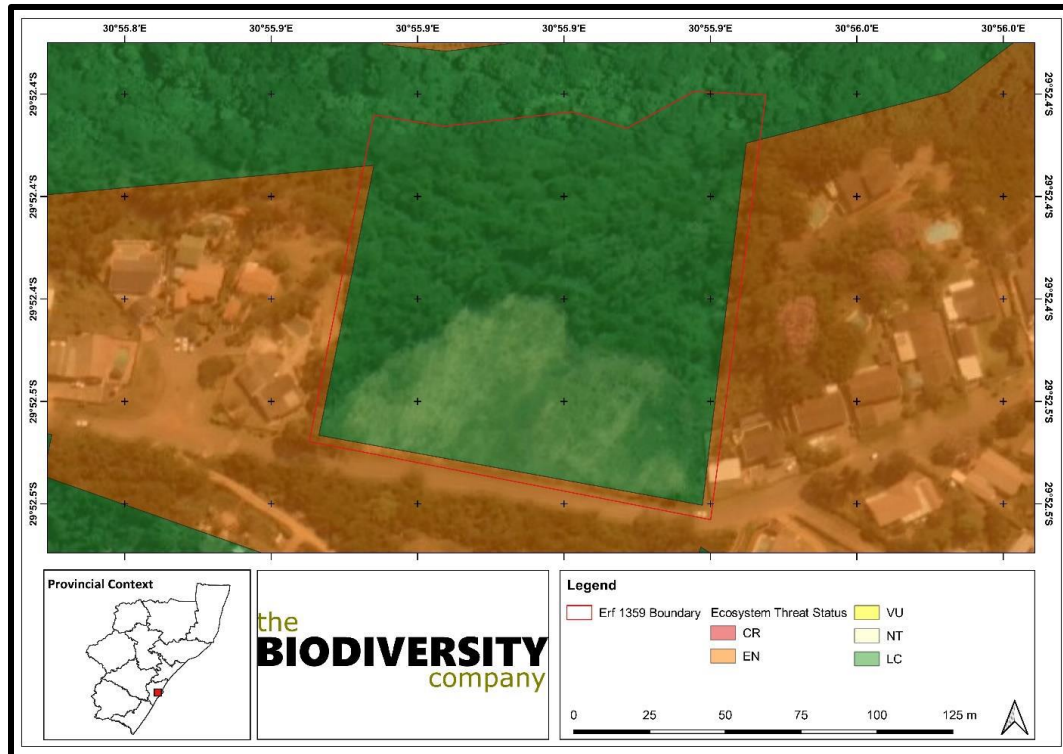 30°55.8'E 30°55.9'E 30°55.9'E 30°55.9'E 30°55.9'E 30°56.0'E 30°56.0'E
29°52.4'S 29°52.4'S
29°52.4'S 29°52.4'S
29°52.4'S 29°52.4'S
29°52.5'S 29°52.5'S
29°52.5'S 29°52.5'S
Provincial Context
the
BIODIVERSITY
company
Legend
Erf 1359 Boundary Ecosystem Threat Status VU
CR NT
EN LC
0 25 50 75 100 125 m